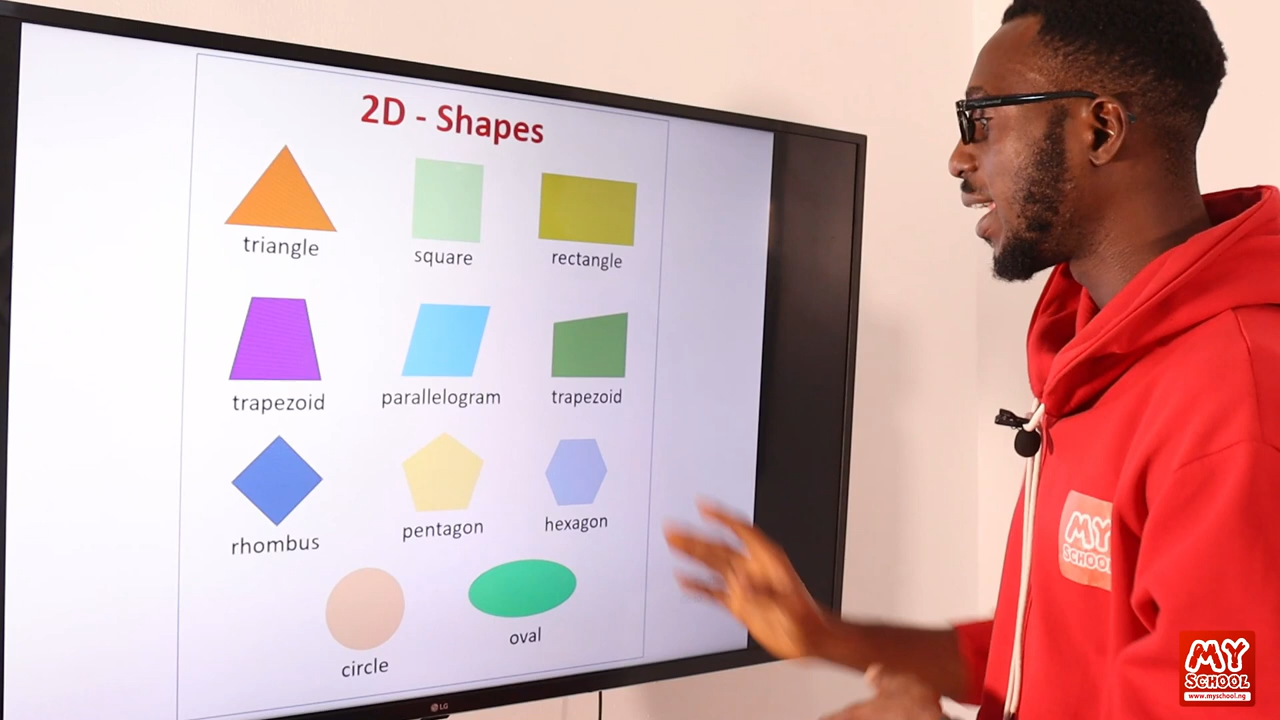 2D - Shapes
triangle
square
rectangle
trapezoid
parallelogram
trapezoid
rhombus
pentagon
hexagon
circle
oval
LG
MY
SCHOOL
MY
SCHOOL
www.myschool.ng